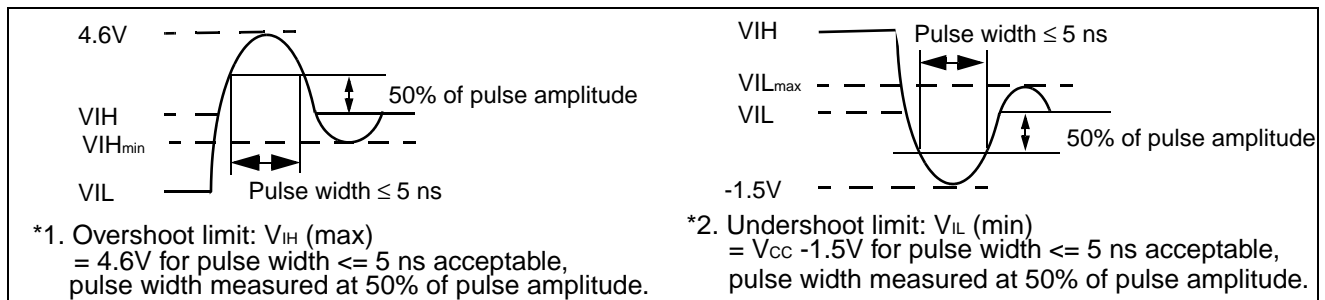 4.6V
VIH
VIHmin
VIL
50% of pulse amplitude
Pulse width ≤ 5 ns
*1. Overshoot limit: VIH (max)
= 4.6V for pulse width <= 5 ns acceptable,
pulse width measured at 50% of pulse amplitude.
VIH
Pulse width ≤ 5 ns
VILmax
VIL
50% of pulse amplitude
-1.5V
*2. Undershoot limit: VIL (min)
= VCC -1.5V for pulse width <= 5 ns acceptable,
pulse width measured at 50% of pulse amplitude.